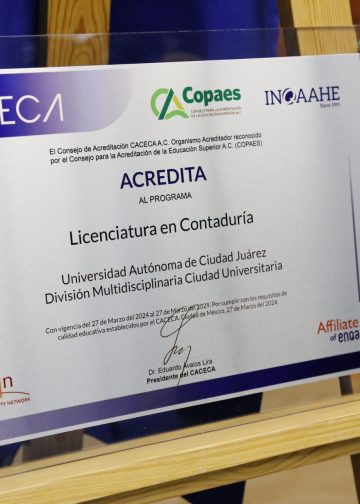 ECA
Copaes
CONSEJO PARA LA ACREDITACIÓN
DE LA EDUCACIÓN SUPERIOR A.C.
INQAAHE
Since 1991
El Consejo de Acreditación CACECA A.C. Organismo Acreditador reconocido
por el Consejo para la Acreditación de la Educación Superior A.C. (COPAES)
ACREDITA
AL PROGRAMA
Licenciatura en Contaduría
Universidad Autónoma de Ciudad Juárez
División Multidisciplinaria Ciudad Universitaria
Con vigencia del 27 de Marzo del 2024 al 27 de Marzo del 2029. Por cumplir con los requisitos de
calidad educativa establecidos por el CACECA. Ciudad de México, 27 de Marzo del 2024.
Dr. Eduardo Ávalos Lira
Presidente del CACECA
Affiliate
of enqa
TY NETWORK